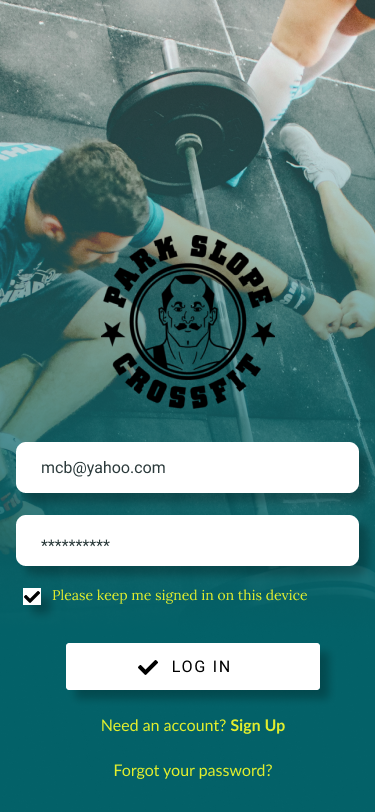 PARK SLOPE
CROSSFIT
mcb@yahoo.com
**********
Please keep me signed in on this device
LOG IN
Need an account? Sign Up
Forgot your password?